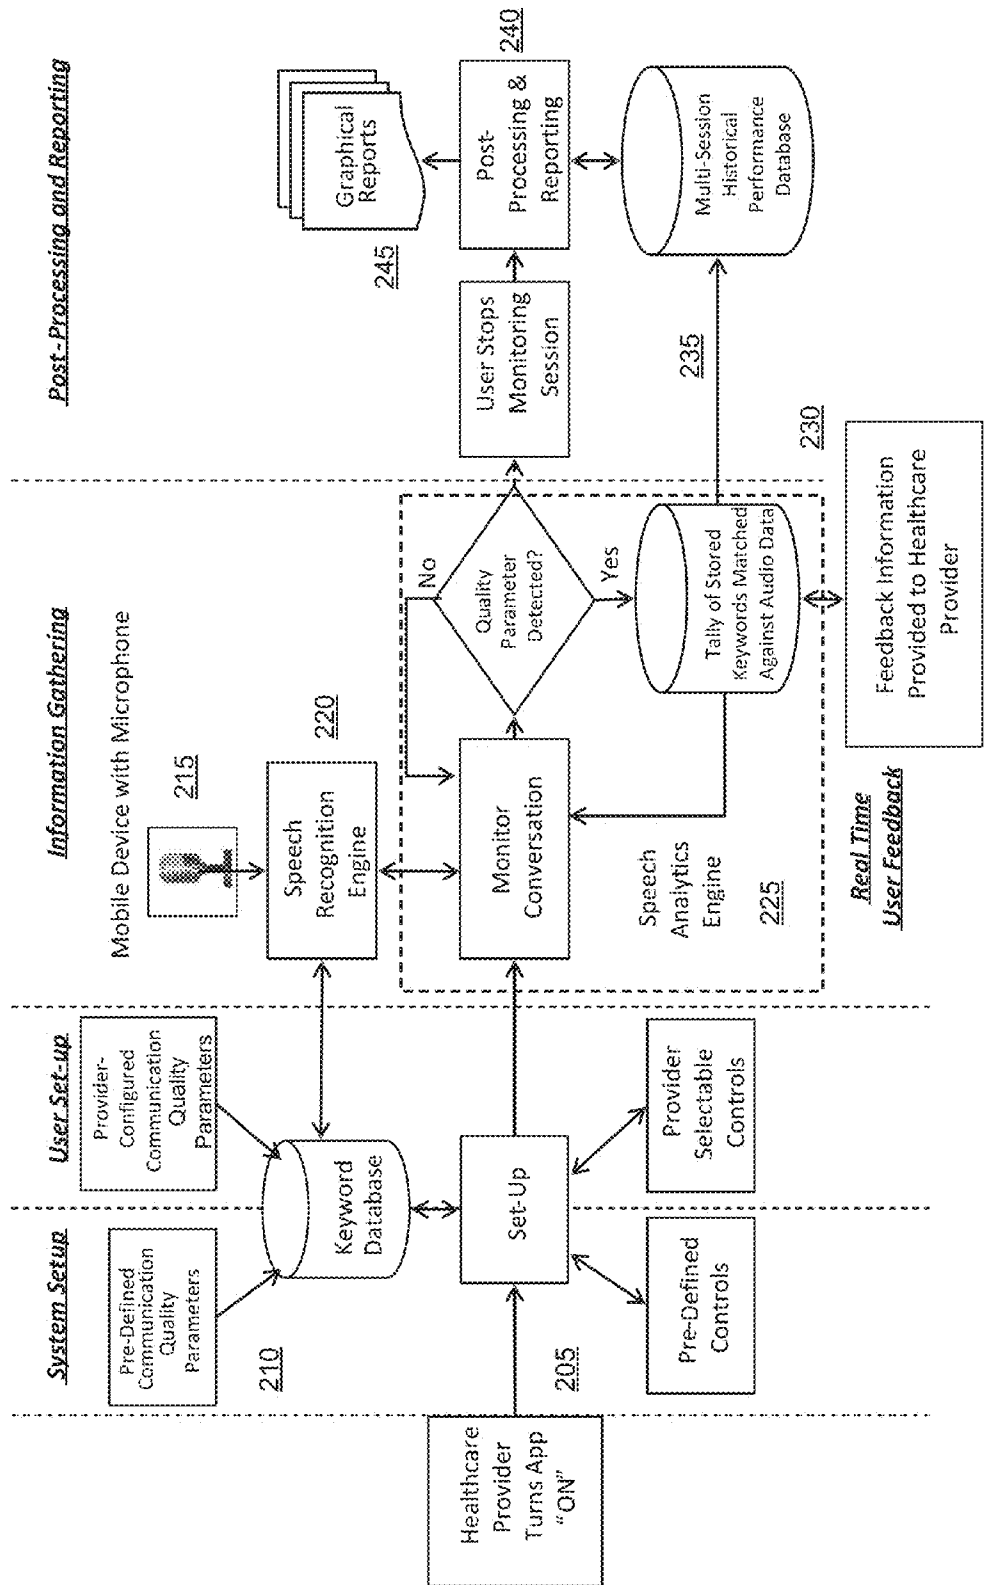 System Setup
User Set-up
Information Gathering
Post-Processing and Reporting
Healthcare
Provider
Turns App
“ON”
Pre-Defined
Communication
Quality
Parameters
210
Provider-
Configured
Communication
Quality
Parameters
Keyword
Database
Set-Up
205
Pre-Defined
Controls
Provider
Selectable
Controls
Mobile Device with Microphone
215
Speech
Recognition
Engine
220
Monitor
Conversation
No
Quality
Parameter
Detected?
Yes
Tally of Stored
Keywords Matched
Against Audio Data
Speech
Analytics
Engine
225
Real Time
User Feedback
Feedback Information
Provided to Healthcare
Provider
230
235
User Stops
Monitoring
Session
Graphical
Reports
245
Post-
Processing &
Reporting
240
Multi-Session
Historical
Performance
Database